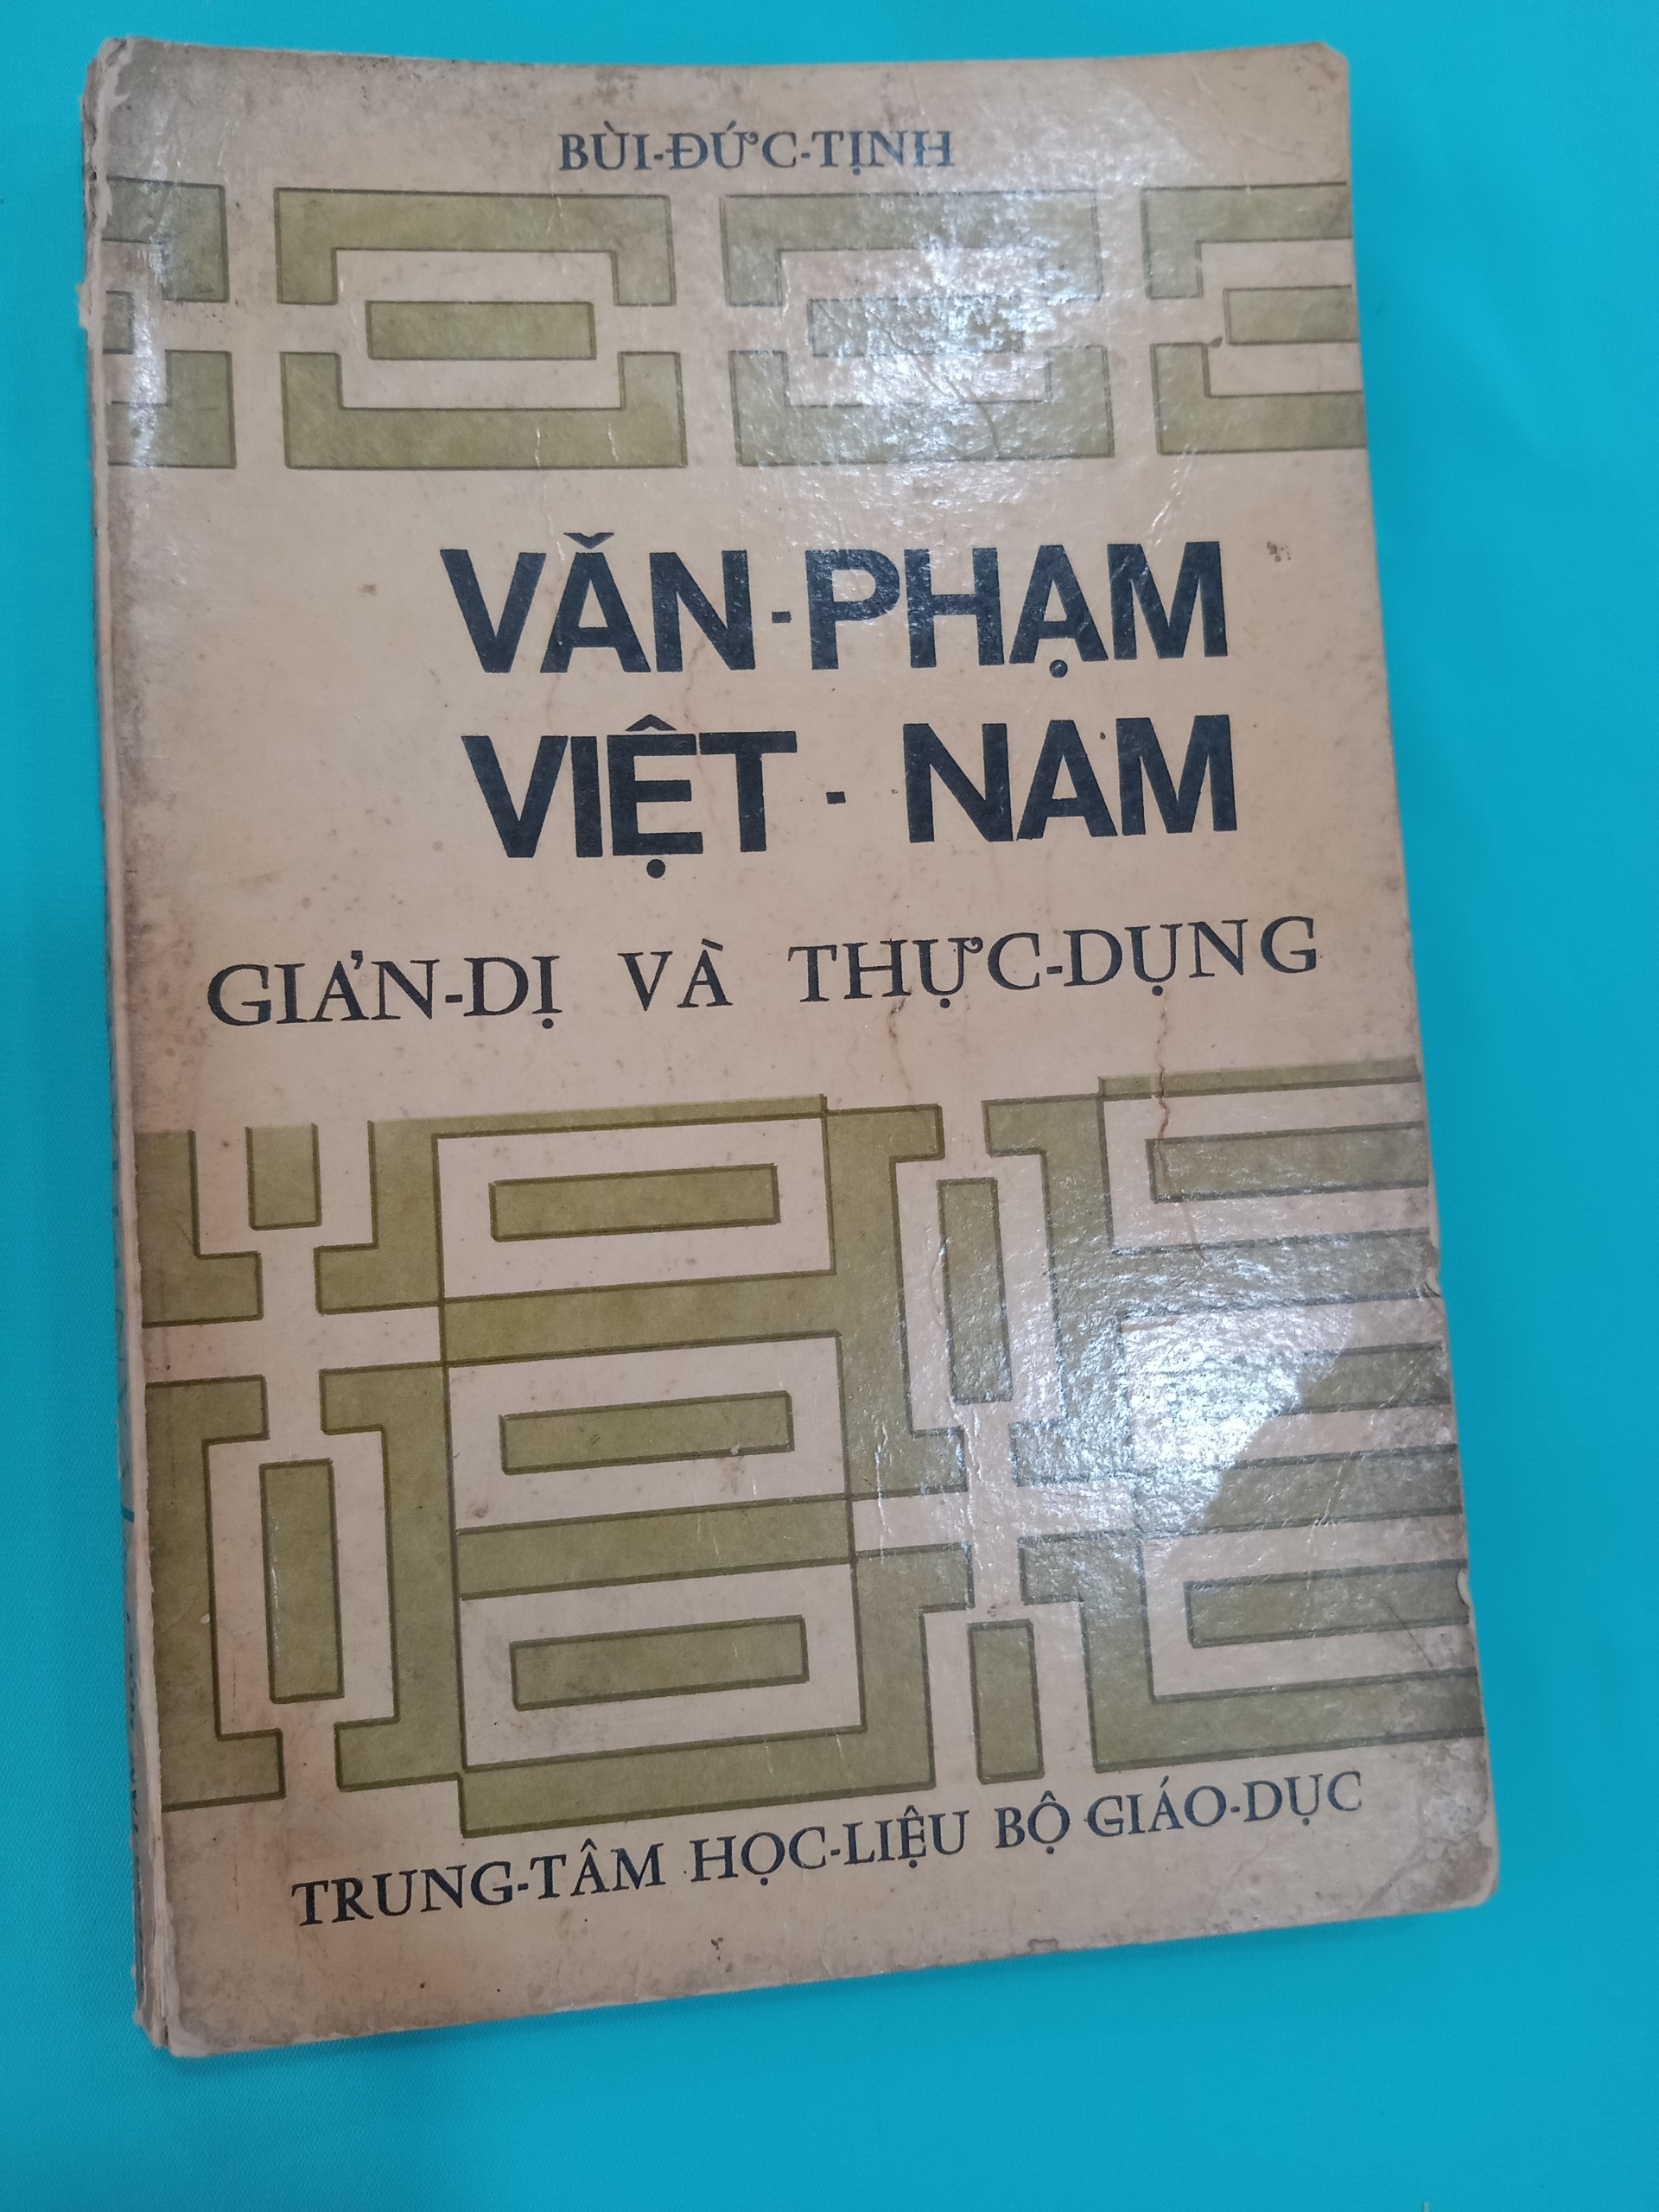 BÙI-ĐỨC-TỊNH
VĂN-PHẠM
VIỆT-NAM
GIẢN-DỊ VÀ THỰC-DỤNG
TRUNG-TÂM HỌC-LIỆU BỘ GIÁO-DỤC